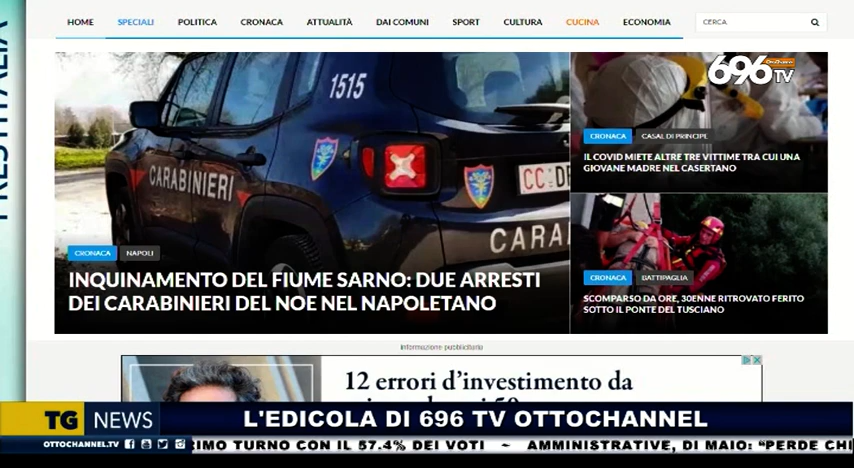 HOME SPECIALI POLITICA CRONACA ATTUALITÀ DAI COMUNI SPORT CULTURA CUCINA ECONOMIA CERCA
PRESTITALIA
1515
696
TV
CARABINIERI
CC
CARA
CRONACA CASAL DI PRINCIPE
IL COVID MIETE ALTRE TRE VITTIME TRA CUI UNA
GIOVANE MADRE NEL CASERTANO
CRONACA NAPOLI
INQUINAMENTO DEL FIUME SARNO: DUE ARRESTI
DEI CARABINIERI DEL NOE NEL NAPOLETANO
CRONACA BATTIPAGLIA
SCOMPARSO DA ORE, 30ENNE RITROVATO FERITO
SOTTO IL PONTE DEL TUSCIANO
Informazione pubblicitaria
12 errori d'investimento da
TG NEWS
L'EDICOLA DI 696 TV OTTOCHANNEL
OTTOCHANNEL.TV
RIMO TURNO CON IL 57.4% DEI VOTI ~ AMMINISTRATIVE, DI MAIO: "PERDE CHI